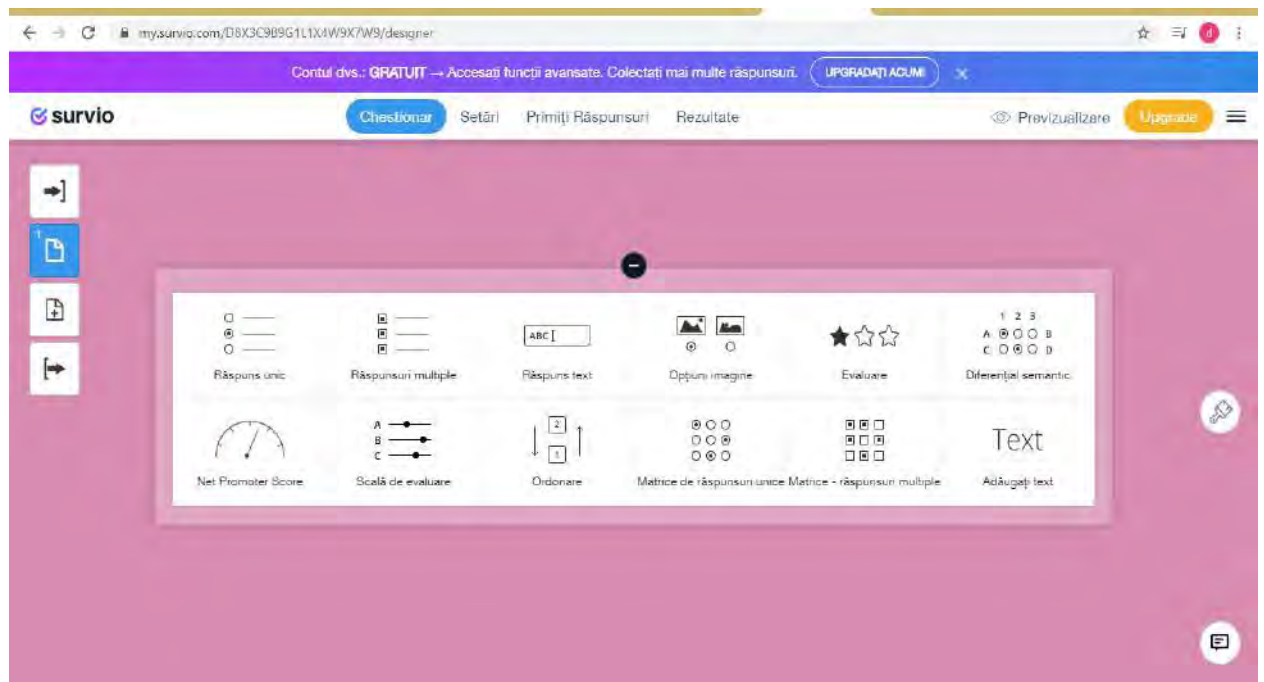 my.survio.com/D8X3C9B9G1L1X4W9X7W9/designer
d
Contul dvs.: GRATUIT → Accesați funcții avansate. Colectați mai multe răspunsuri. UPGRADAȚI ACUM!
survio Chestionar Setări Primiți Răspunsuri Rezultate Previzualizare Upgrade
1
ABC
1 2 3
A B
C D
Răspuns unic Răspunsuri multiple Răspuns text Opțiuni imagine Evaluare Diferențial semantic
A
B
C
2
1
Text
Net Promoter Score Scală de evaluare Ordonare Matrice de răspunsuri unice Matrice - răspunsuri multiple Adăugați text